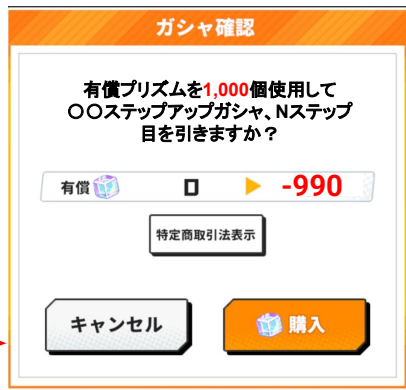 ガシャ確認
有償プリズムを1,000個使用して
〇〇ステップアップガシャ、Nステップ
目を引きますか？
有償 0 ▶ -990
特定商取引法表示
キャンセル
購入